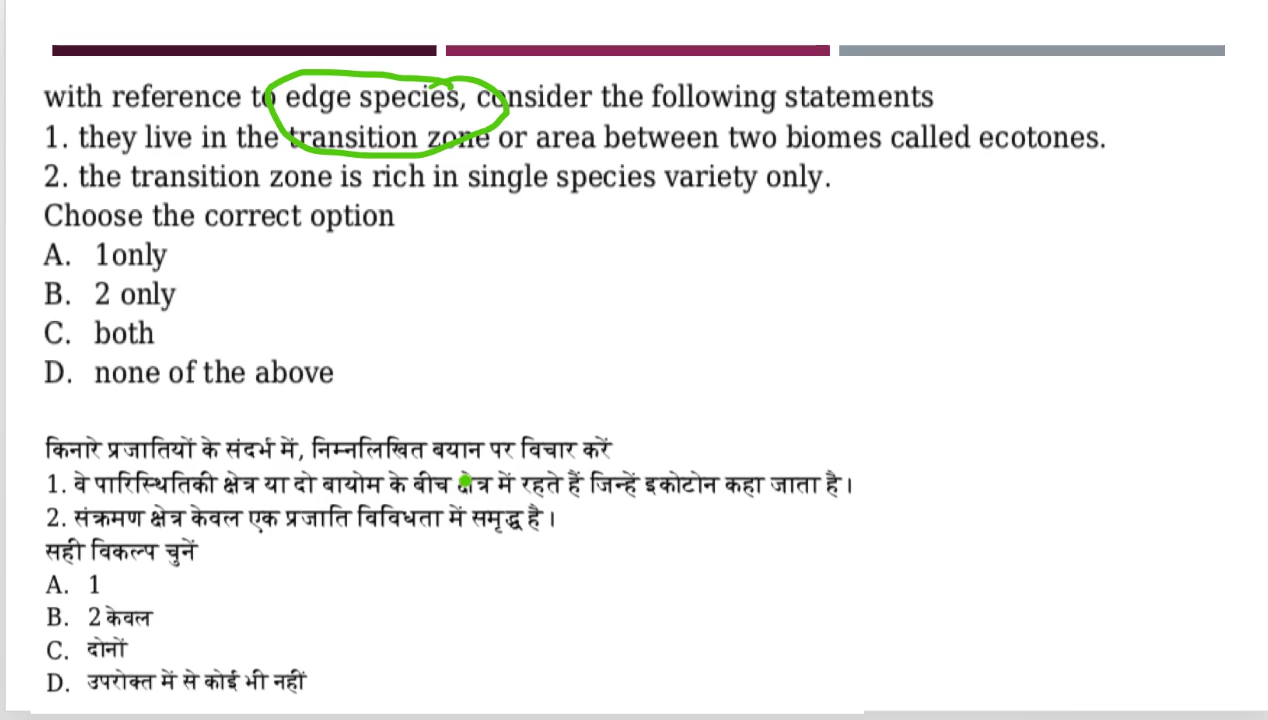 with reference to edge species, consider the following statements
1. they live in the transition zone or area between two biomes called ecotones.
2. the transition zone is rich in single species variety only.
Choose the correct option
A. 1only
B. 2 only
C. both
D. none of the above
किनारे प्रजातियों के संदर्भ में, निम्नलिखित बयान पर विचार करें
1. वे पारिस्थितिकी क्षेत्र या दो बायोम के बीच क्षेत्र में रहते हैं जिन्हें इकोटोन कहा जाता है।
2. संक्रमण क्षेत्र केवल एक प्रजाति विविधता में समृद्ध है।
सही विकल्प चुनें
A. 1
B. 2 केवल
C. दोनों
D. उपरोक्त में से कोई भी नहीं